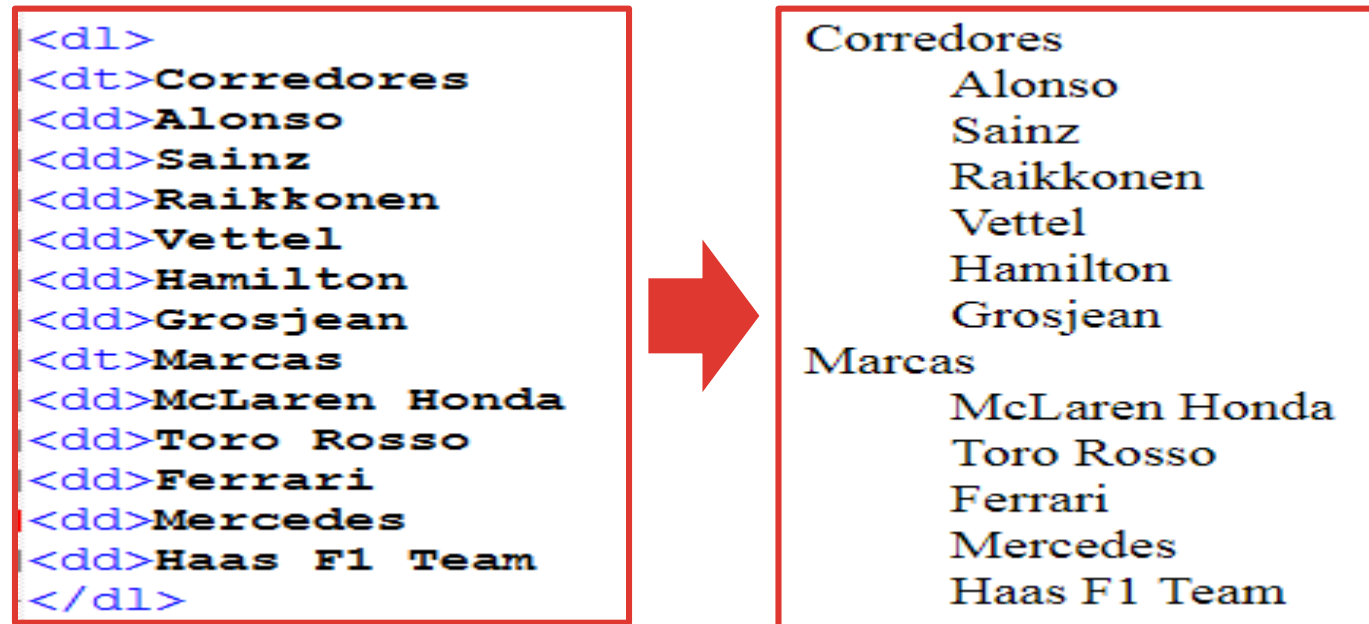 <dl>
<dt>Corredores
<dd>Alonso
<dd>Sainz
<dd>Raikkonen
<dd>Vettel
<dd>Hamilton
<dd>Grosjean
<dt>Marcas
<dd>McLaren Honda
<dd>Toro Rosso
<dd>Ferrari
<dd>Mercedes
<dd>Haas F1 Team
</dl>
Corredores
Alonso
Sainz
Raikkonen
Vettel
Hamilton
Grosjean
Marcas
McLaren Honda
Toro Rosso
Ferrari
Mercedes
Haas F1 Team